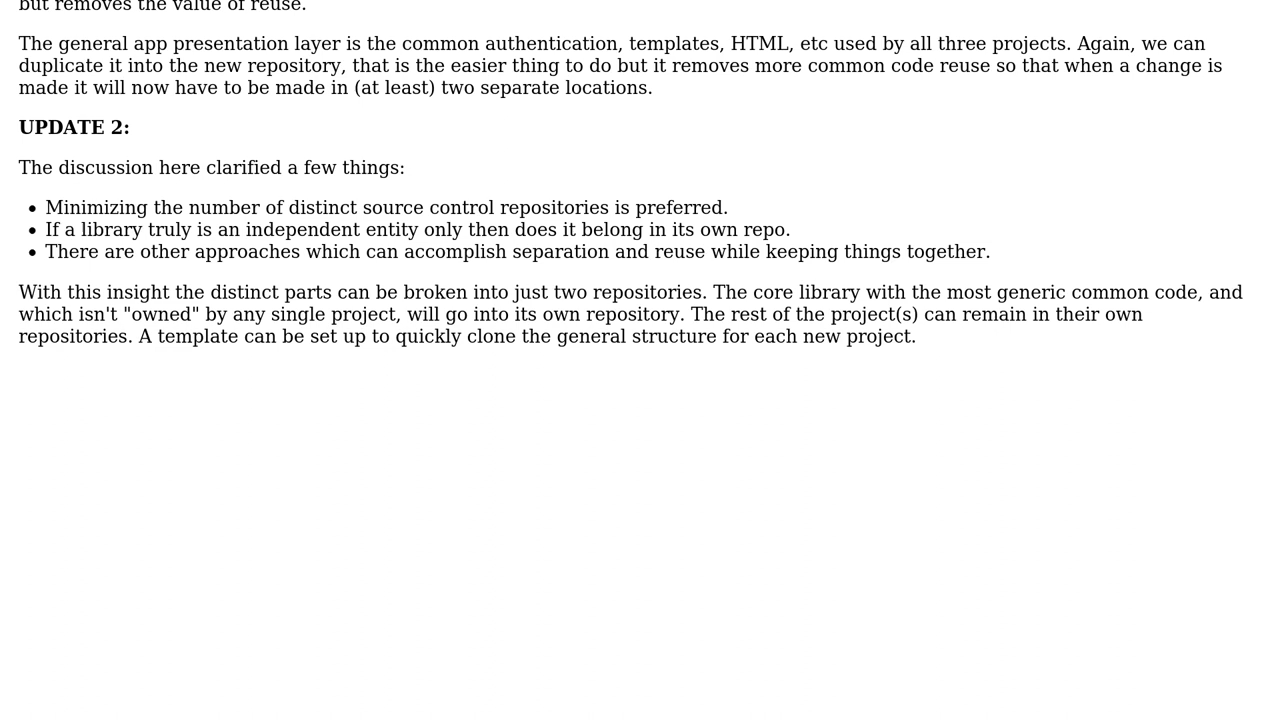 but removes the value of reuse.
The general app presentation layer is the common authentication, templates, HTML, etc used by all three projects. Again, we can
duplicate it into the new repository, that is the easier thing to do but it removes more common code reuse so that when a change is
made it will now have to be made in (at least) two separate locations.
UPDATE 2:
The discussion here clarified a few things:
• Minimizing the number of distinct source control repositories is preferred.
• If a library truly is an independent entity only then does it belong in its own repo.
• There are other approaches which can accomplish separation and reuse while keeping things together.
With this insight the distinct parts can be broken into just two repositories. The core library with the most generic common code, and
which isn't "owned" by any single project, will go into its own repository. The rest of the project(s) can remain in their own
repositories. A template can be set up to quickly clone the general structure for each new project.